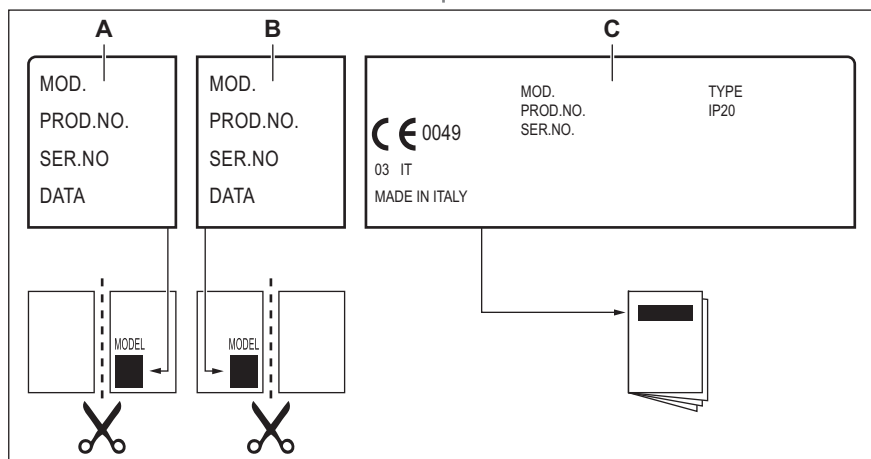 A
B
C
MOD.
PROD.NO.
SER.NO
DATA
MOD.
PROD.NO.
SER.NO
DATA
MOD.
TYPE
PROD.NO.
IP20
SER.NO.
CE 0049
03 IT
MADE IN ITALY
MODEL
MODEL